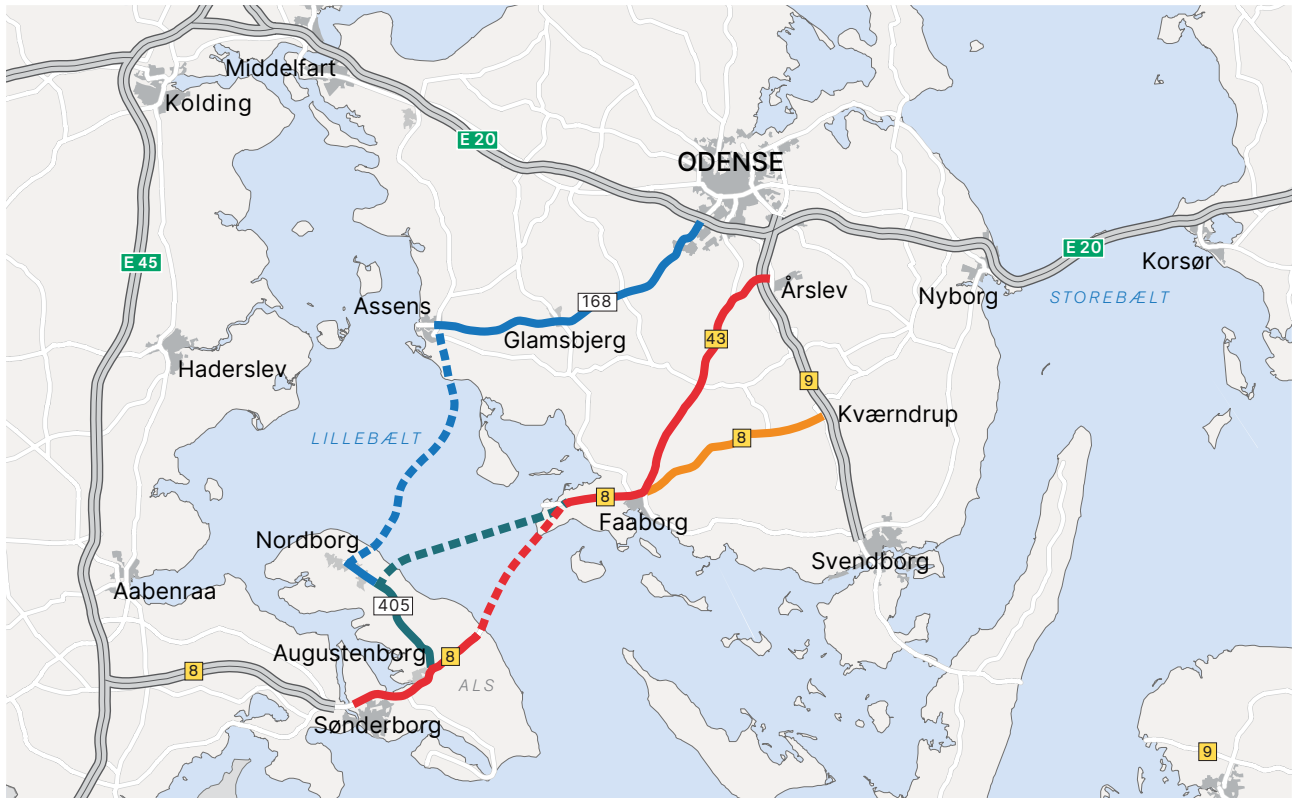 Middelfart
Kolding
E 20
ODENSE
E 45
E 20
Korsør
Årslev
Nyborg
STOREBÆLT
Assens
168
Glamsbjerg
43
Haderslev
9
Kværndrup
LILLEBÆLT
8
8
Faaborg
Nordborg
Svendborg
Aabenraa
405
Augustenborg
8
8
ALS
Sønderborg
9